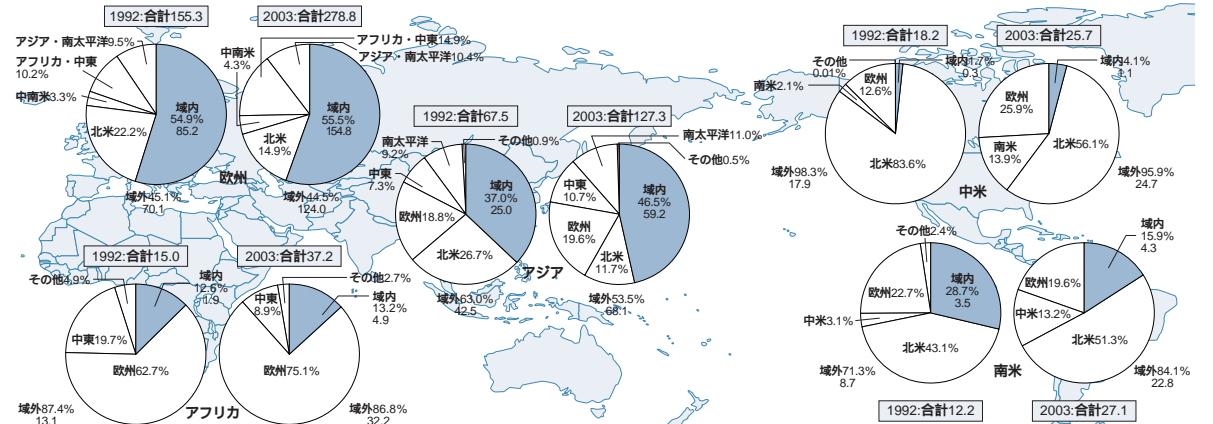 1992:合計155.3
2003:合計278.8
アジア・南太平洋9.5%
アフリカ・中東
10.2%
中南米3.3%
北米22.2%
域内
54.9%
85.2
域外45.1%
70.1
中南米
4.3%
アフリカ・中東14.9%
アジア・南太平洋10.4%
北米
14.9%
域内
55.5%
154.8
域外44.5%
124.0
欧州
1992:合計67.5
2003:合計127.3
南太平洋
9.2%
その他0.9%
中東
7.3%
欧州18.8%
北米26.7%
域内
37.0%
25.0
域外63.0%
42.5
南太平洋11.0%
その他0.5%
中東
10.7%
欧州
19.6%
北米
11.7%
域内
46.5%
59.2
域外53.5%
68.1
アジア
1992:合計15.0
2003:合計37.2
その他4.9%
域内
12.6%
1.9
中東19.7%
欧州62.7%
域外87.4%
13.1
その他2.7%
中東
8.9%
域内
13.2%
4.9
欧州75.1%
域外86.8%
32.2
アフリカ
1992:合計18.2
2003:合計25.7
その他
0.01%
域内1.7%
0.3
南米2.1%
欧州
12.6%
北米83.6%
域外98.3%
17.9
域内4.1%
1.1
欧州
25.9%
南米
13.9%
北米56.1%
域外95.9%
24.7
中米
その他2.4%
欧州22.7%
域内
28.7%
3.5
中米3.1%
北米43.1%
域外71.3%
8.7
域内
15.9%
4.3
欧州19.6%
中米13.2%
北米51.3%
域外84.1%
22.8
南米
1992:合計12.2
2003:合計27.1